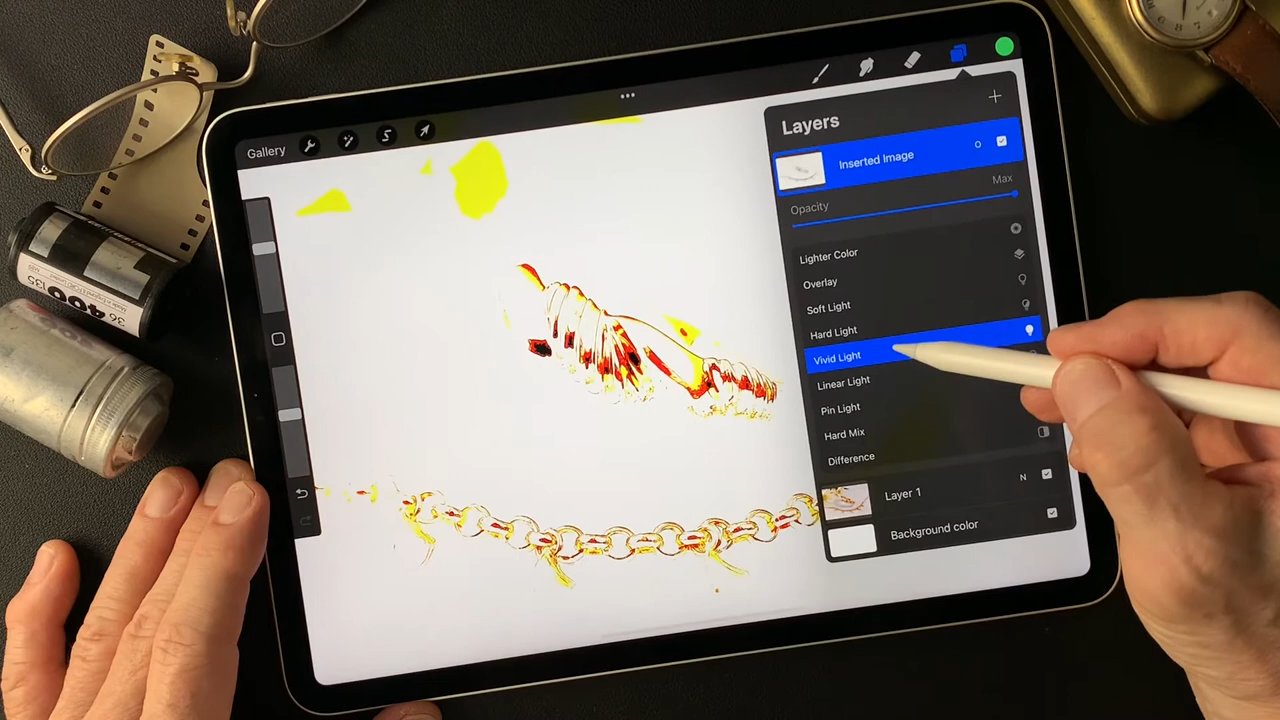 Gallery
Layers
Inserted Image O
Opacity Max
Lighter Color
Overlay
Soft Light
Hard Light
Vivid Light
Linear Light
Pin Light
Hard Mix
Difference
Layer 1 N
Background color
400
135
36